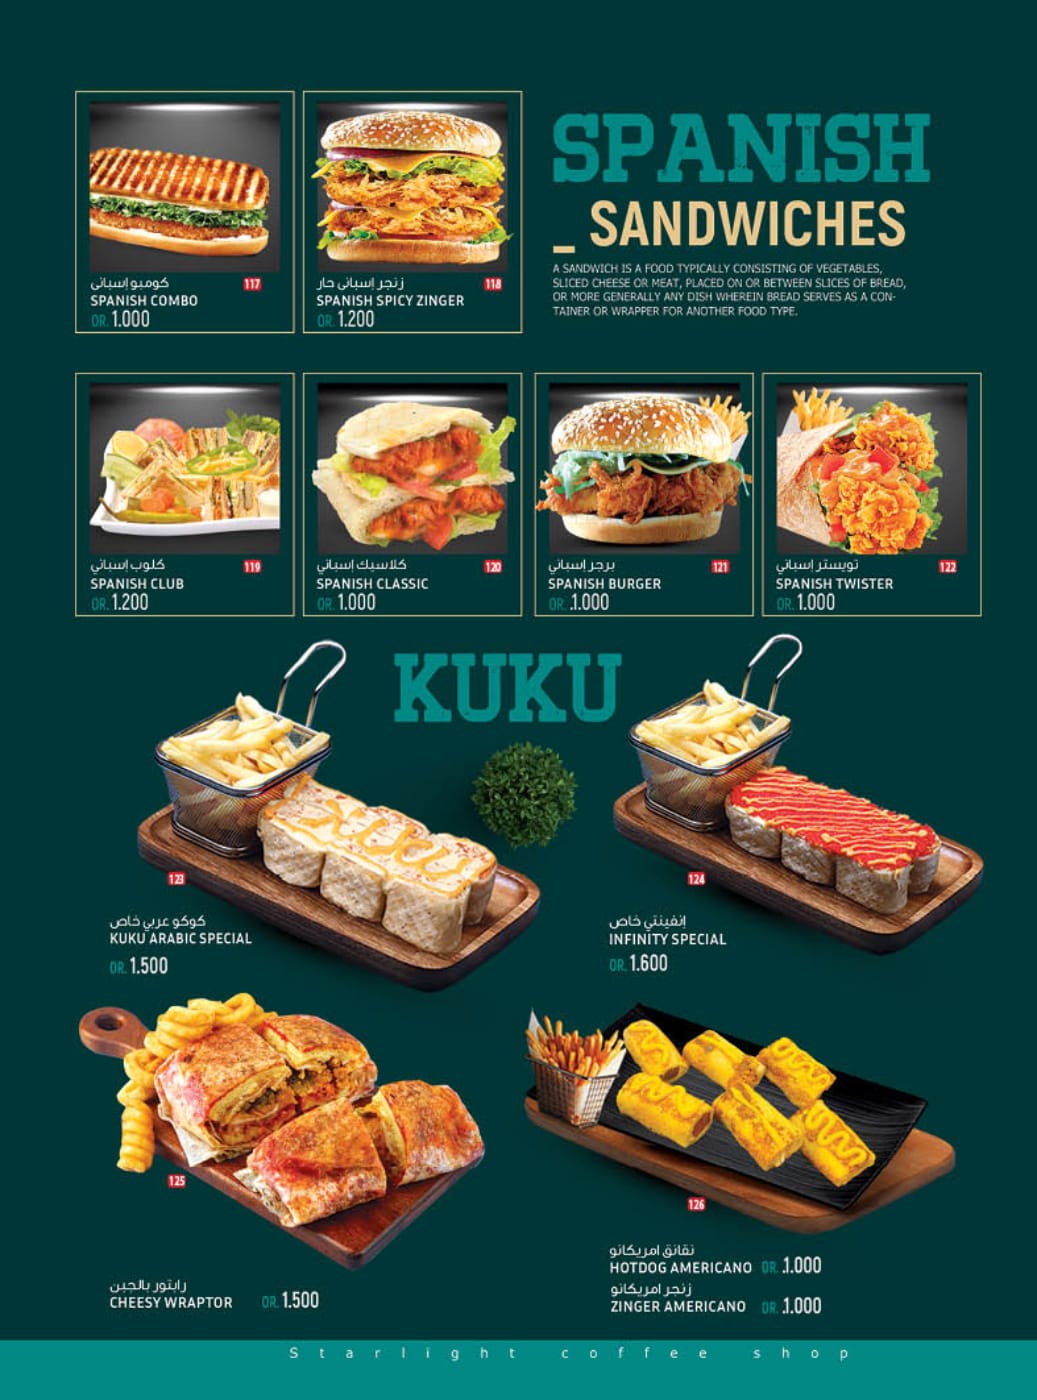 SPANISH
_ SANDWICHES
A SANDWICH IS A FOOD TYPICALLY CONSISTING OF VEGETABLES,
SLICED CHEESE OR MEAT, PLACED ON OR BETWEEN SLICES OF BREAD,
OR MORE GENERALLY ANY DISH WHEREIN BREAD SERVES AS A CON-
TAINER OR WRAPPER FOR ANOTHER FOOD TYPE.
كومبو إسباني 117
SPANISH COMBO
OR. 1.000
زنجر إسباني حار 118
SPANISH SPICY ZINGER
OR. 1.200
كلوب إسباني 119
SPANISH CLUB
OR. 1.200
كلاسيك إسباني 120
SPANISH CLASSIC
OR. 1.000
برجر إسباني 121
SPANISH BURGER
OR. .1.000
تويستر إسباني 122
SPANISH TWISTER
OR. 1.000
KUKU
123
كوكو عربي خاص
KUKU ARABIC SPECIAL
OR. 1.500
124
إنفينتي خاص
INFINITY SPECIAL
OR. 1.600
125
رابتور بالجبن
CHEESY WRAPTOR OR. 1.500
126
نقانق امريكانو
HOTDOG AMERICANO OR. .1.000
زنجر امريكانو
ZINGER AMERICANO OR. .1.000
Starlight coffee shop